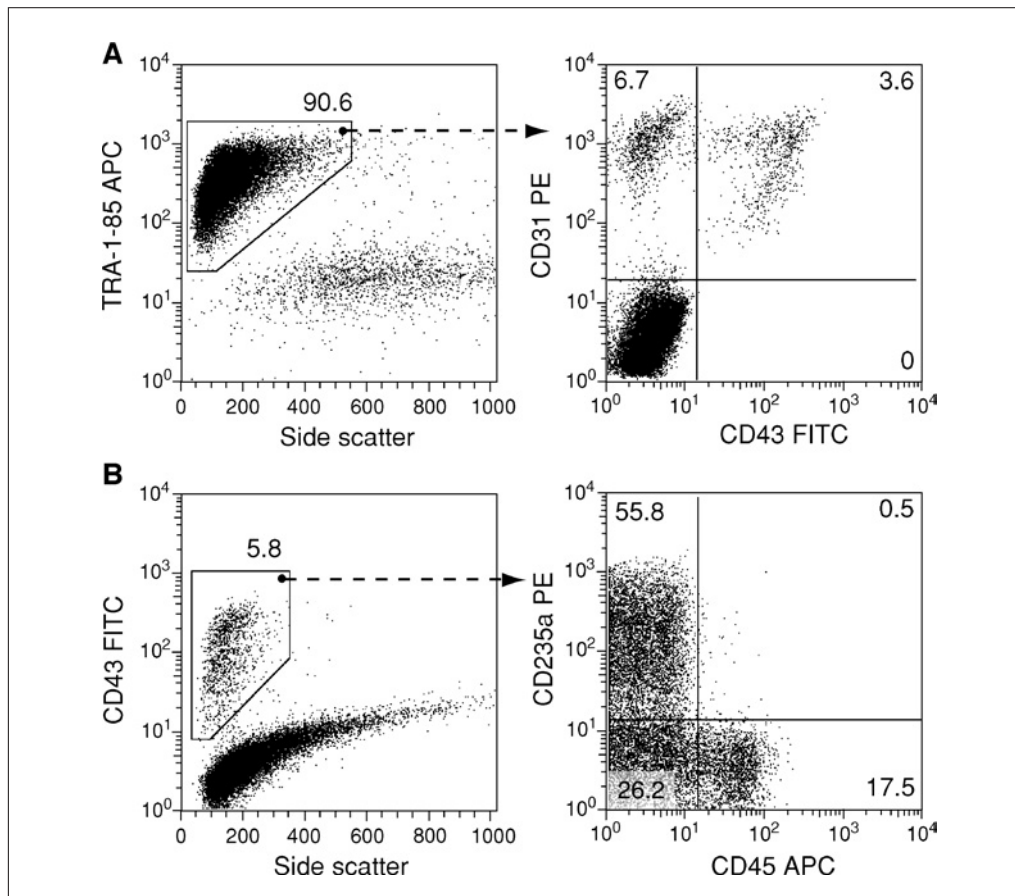 A
TRA-1-85 APC
10⁴
10³
10²
10¹
10⁰
90.6
0 200 400 600 800 1000
Side scatter
CD31 PE
10⁴
10³
10²
10¹
10⁰
6.7 3.6
0
10⁰ 10¹ 10² 10³ 10⁴
CD43 FITC
B
CD43 FITC
10⁴
10³
10²
10¹
10⁰
5.8
0 200 400 600 800 1000
Side scatter
CD235a PE
10⁴
10³
10²
10¹
10⁰
55.8 0.5
26.2 17.5
10⁰ 10¹ 10² 10³ 10⁴
CD45 APC